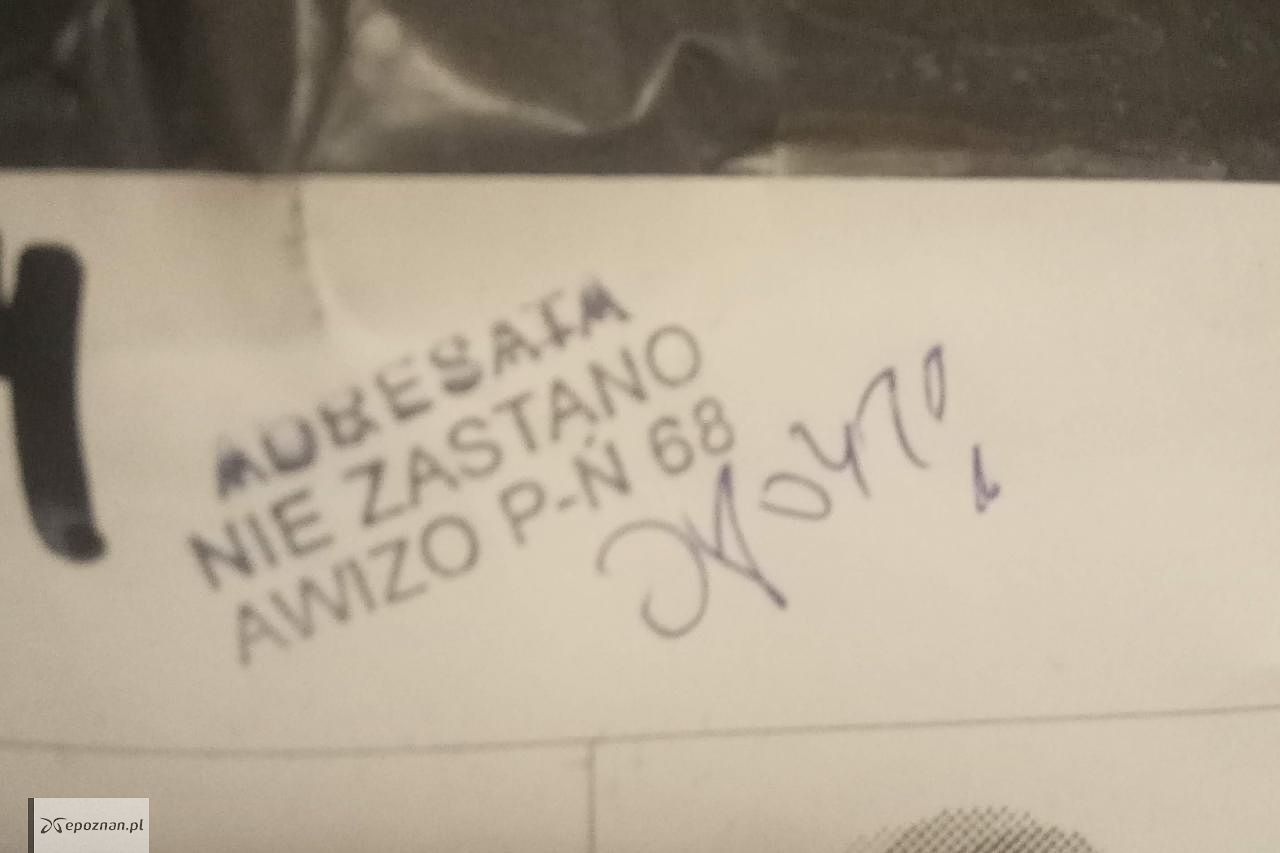 ADRESATA
NIE ZASTANO
AWIZO P-Ń 68
epoznan.pl